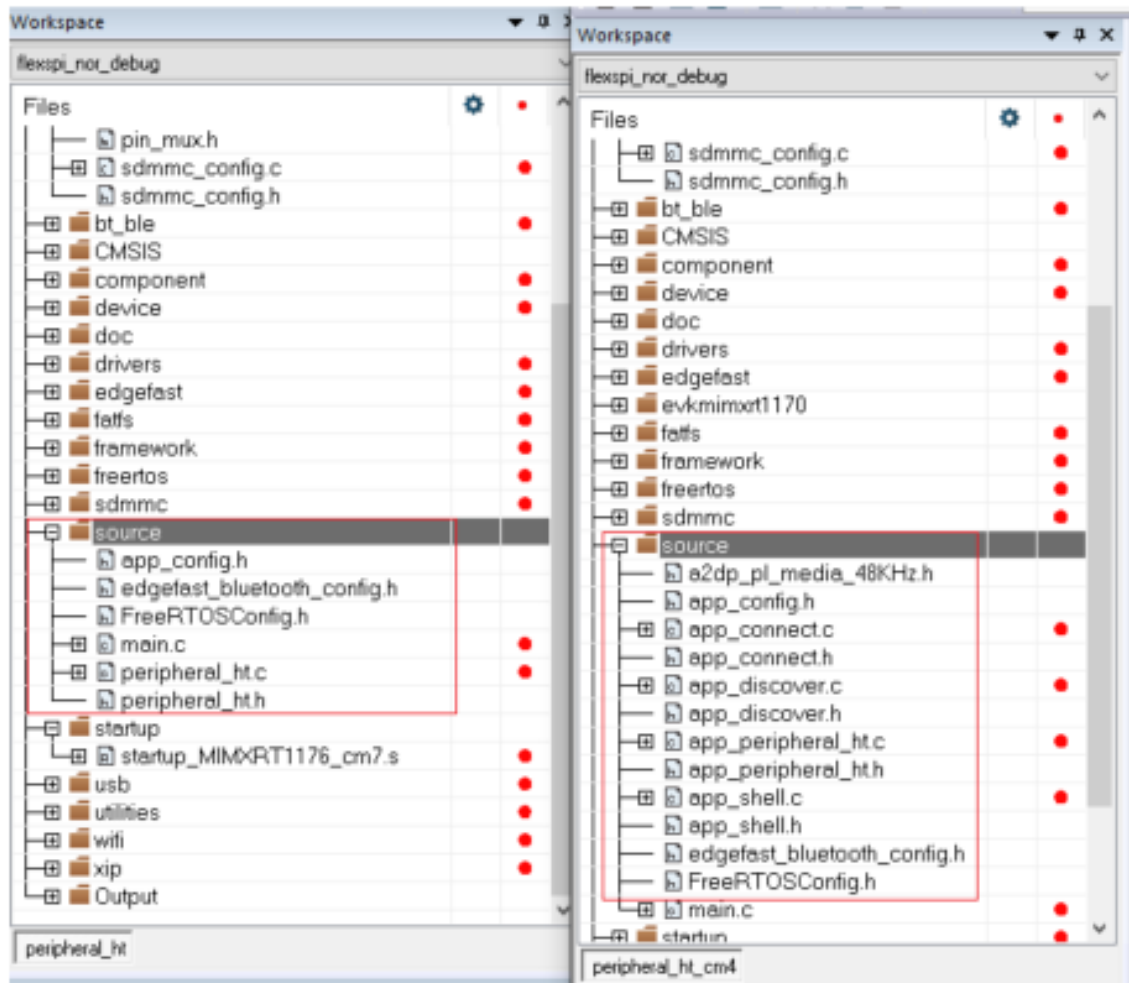 Workspace
flexspi_nor_debug
Files
pin_mux.h
sdmmc_config.c
sdmmc_config.h
bt_ble
CMSIS
component
device
doc
drivers
edgefast
fatfs
framework
freertos
sdmmc
source
app_config.h
edgefast_bluetooth_config.h
FreeRTOSConfig.h
main.c
peripheral_ht.c
peripheral_ht.h
startup
startup_MIMXRT1176_cm7.s
usb
utilities
wifi
xip
Output
peripheral_ht
Workspace
flexspi_nor_debug
Files
sdmmc_config.c
sdmmc_config.h
bt_ble
CMSIS
component
device
doc
drivers
edgefast
evkmimxrt1170
fatfs
framework
freertos
sdmmc
source
a2dp_pl_media_48KHz.h
app_config.h
app_connect.c
app_connect.h
app_discover.c
app_discover.h
app_peripheral_ht.c
app_peripheral_ht.h
app_shell.c
app_shell.h
edgefast_bluetooth_config.h
FreeRTOSConfig.h
main.c
startup
peripheral_ht_cm4